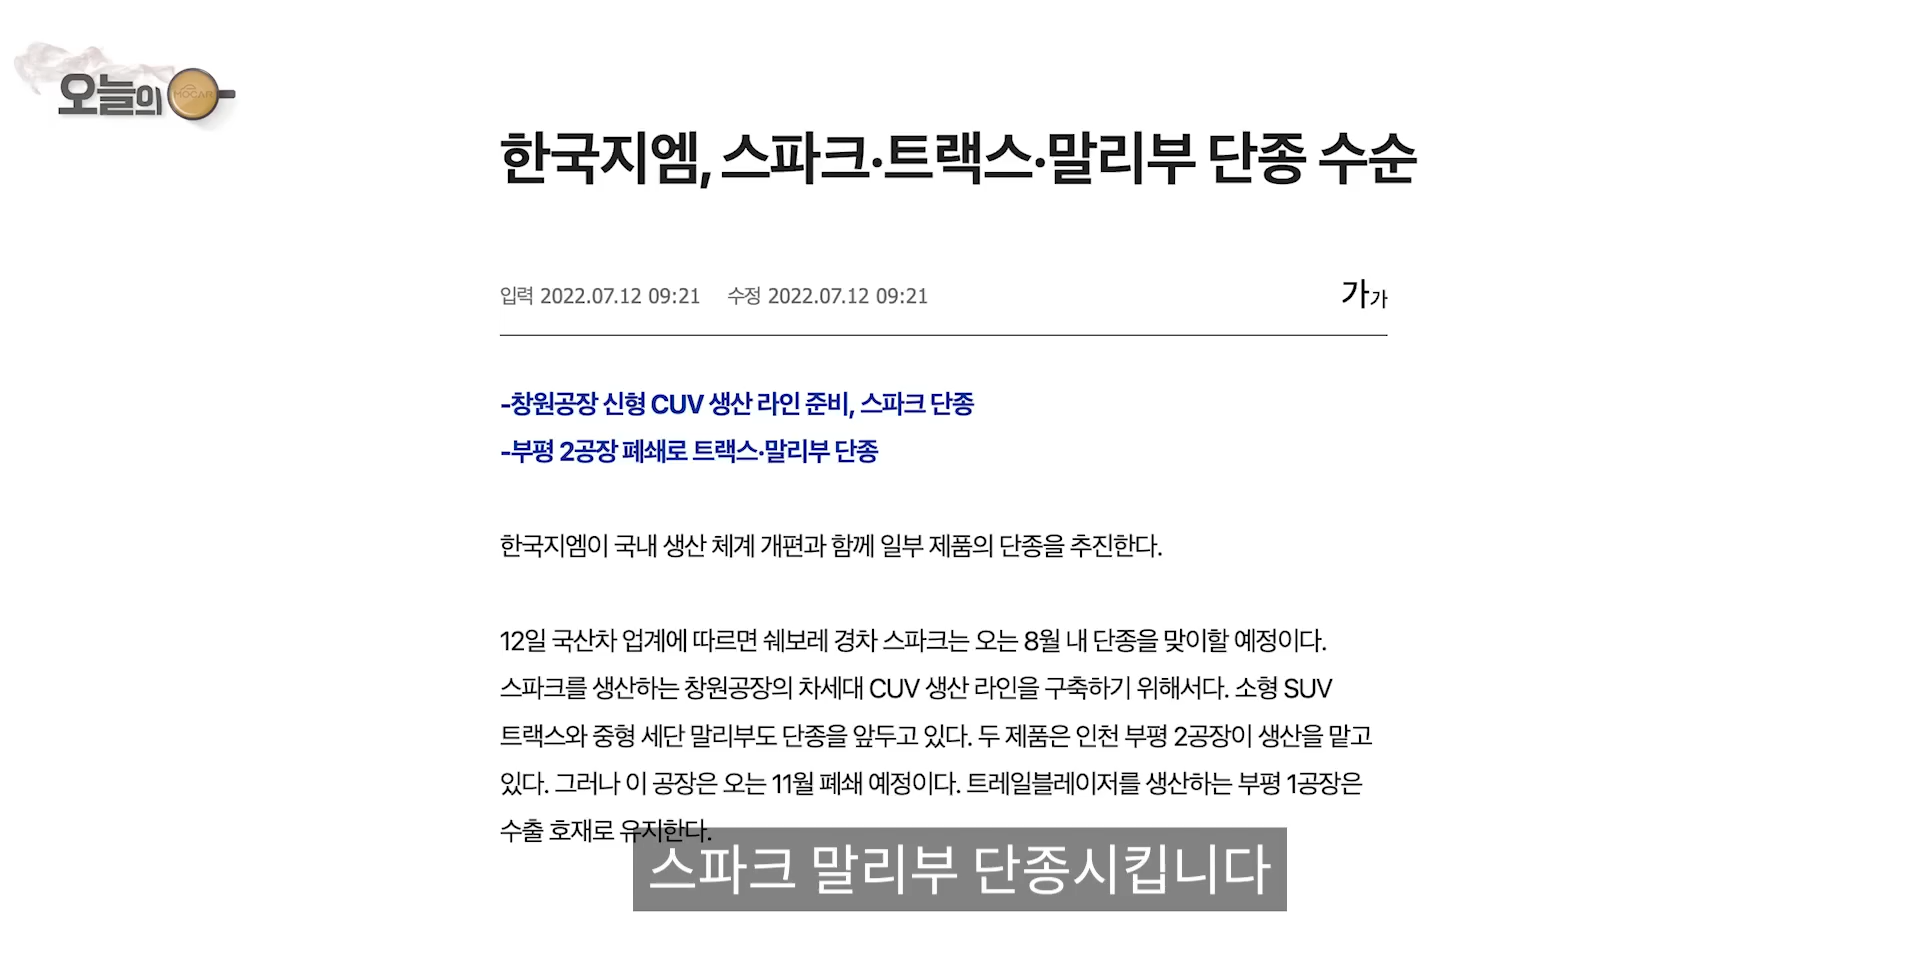 오늘의
MOCAR
한국지엠, 스파크·트랙스·말리부 단종 수순
입력 2022.07.12 09:21 수정 2022.07.12 09:21
가가
-창원공장 신형 CUV 생산 라인 준비, 스파크 단종
-부평 2공장 폐쇄로 트랙스·말리부 단종
한국지엠이 국내 생산 체계 개편과 함께 일부 제품의 단종을 추진한다.
12일 국산차 업계에 따르면 쉐보레 경차 스파크는 오는 8월 내 단종을 맞이할 예정이다.
스파크를 생산하는 창원공장의 차세대 CUV 생산 라인을 구축하기 위해서다. 소형 SUV
트랙스와 중형 세단 말리부도 단종을 앞두고 있다. 두 제품은 인천 부평 2공장이 생산을 맡고
있다. 그러나 이 공장은 오는 11월 폐쇄 예정이다. 트레일블레이저를 생산하는 부평 1공장은
수출 호재로 유지한다.
스파크 말리부 단종시킵니다